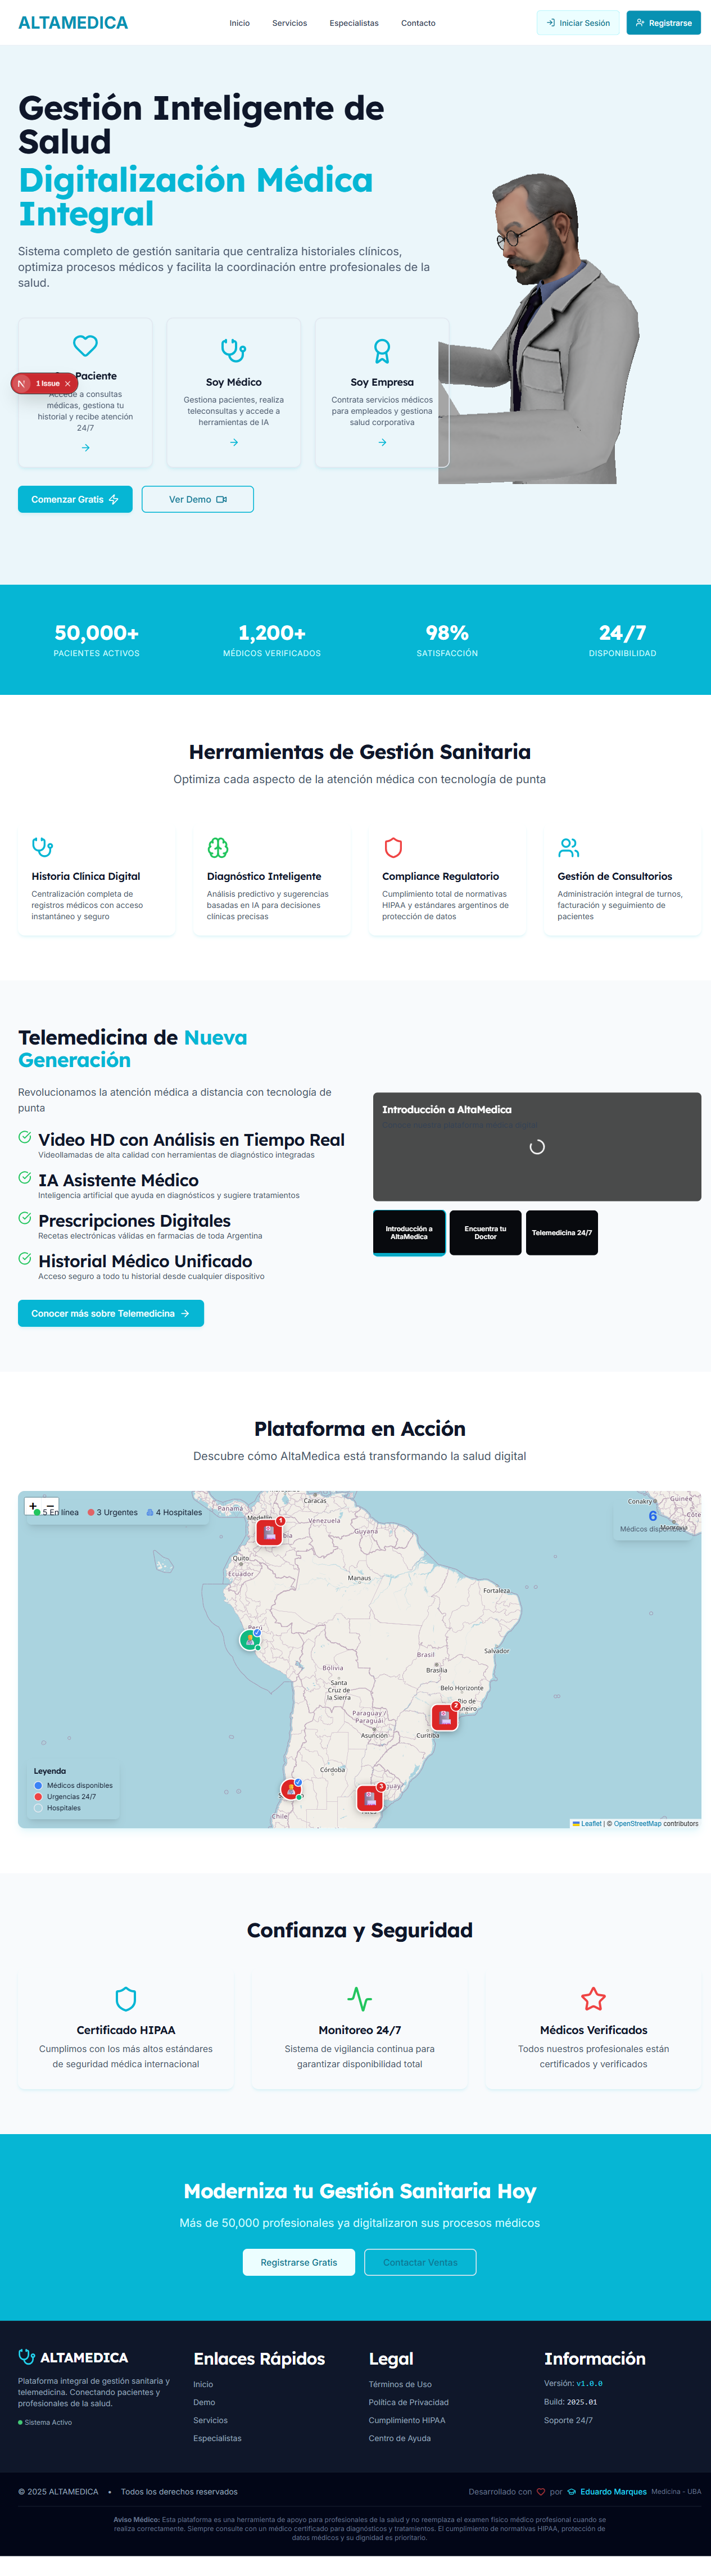 ALTAMEDICA
Inicio
Servicios
Especialistas
Contacto
Iniciar Sesión
Registrarse
Gestión Inteligente de
Salud
Digitalización Médica
Integral
Sistema completo de gestión sanitaria que centraliza historiales clínicos,
optimiza procesos médicos y facilita la coordinación entre profesionales de la
salud.
Paciente
Accede a consultas
médicas, gestiona tu
historial y recibe atención
24/7
N 1 Issue
Soy Médico
Gestiona pacientes, realiza
teleconsultas y accede a
herramientas de IA
Soy Empresa
Contrata servicios médicos
para empleados y gestiona
salud corporativa
Comenzar Gratis
Ver Demo
50,000+
PACIENTES ACTIVOS
1,200+
MÉDICOS VERIFICADOS
98%
SATISFACCIÓN
24/7
DISPONIBILIDAD
Herramientas de Gestión Sanitaria
Optimiza cada aspecto de la atención médica con tecnología de punta
Historia Clínica Digital
Centralización completa de
registros médicos con acceso
instantáneo y seguro
Diagnóstico Inteligente
Análisis predictivo y sugerencias
basadas en IA para decisiones
clínicas precisas
Compliance Regulatorio
Cumplimiento total de normativas
HIPAA y estándares argentinos de
protección de datos
Gestión de Consultorios
Administración integral de turnos,
facturación y seguimiento de
pacientes
Telemedicina de Nueva
Generación
Revolucionamos la atención médica a distancia con tecnología de
punta
Video HD con Análisis en Tiempo Real
Videollamadas de alta calidad con herramientas de diagnóstico integradas
IA Asistente Médico
Inteligencia artificial que ayuda en diagnósticos y sugiere tratamientos
Prescripciones Digitales
Recetas electrónicas válidas en farmacias de toda Argentina
Historial Médico Unificado
Acceso seguro a todo tu historial desde cualquier dispositivo
Conocer más sobre Telemedicina
Introducción a AltaMedica
Introducción a
AltaMedica
Encuentra tu
Doctor
Telemedicina 24/7
Plataforma en Acción
Descubre cómo AltaMedica está transformando la salud digital
+
−
5 En línea
3 Urgentes
4 Hospitales
6
Médicos disponibles
Panamá
Caracas
Venezuela
Guyana
Medellín
Conakry
Guinée
Côte
Quito
Ecuador
Manaus
Fortaleza
Perú
Brasil
Salvador
Bolivia
Brasília
Santa
Cruz de
la Sierra
Belo Horizonte
Rio de
Janeiro
Paraguay /
Paraguái
Asunción
Curitiba
Córdoba
Chile
1
2
3
Leyenda
Médicos disponibles
Urgencias 24/7
Hospitales
Leaflet | © OpenStreetMap contributors
Confianza y Seguridad
Certificado HIPAA
Cumplimos con los más altos estándares
de seguridad médica internacional
Monitoreo 24/7
Sistema de vigilancia continua para
garantizar disponibilidad total
Médicos Verificados
Todos nuestros profesionales están
certificados y verificados
Moderniza tu Gestión Sanitaria Hoy
Más de 50,000 profesionales ya digitalizaron sus procesos médicos
Registrarse Gratis
Contactar Ventas
ALTAMEDICA
Plataforma integral de gestión sanitaria y
telemedicina. Conectando pacientes y
profesionales de la salud.
Sistema Activo
Enlaces Rápidos
Inicio
Demo
Servicios
Especialistas
Legal
Términos de Uso
Política de Privacidad
Cumplimiento HIPAA
Centro de Ayuda
Información
Versión: v1.0.0
Build: 2025.01
Soporte 24/7
© 2025 ALTAMEDICA • Todos los derechos reservados
Desarrollado con por Eduardo Marques Medicina - UBA
Aviso Médico: Esta plataforma es una herramienta de apoyo para profesionales de la salud y no reemplaza el examen físico médico profesional cuando se
realiza correctamente. Siempre consulte con un médico certificado para diagnósticos y tratamientos. El cumplimiento de normativas HIPAA, protección de
datos médicos y su dignidad es prioritario.